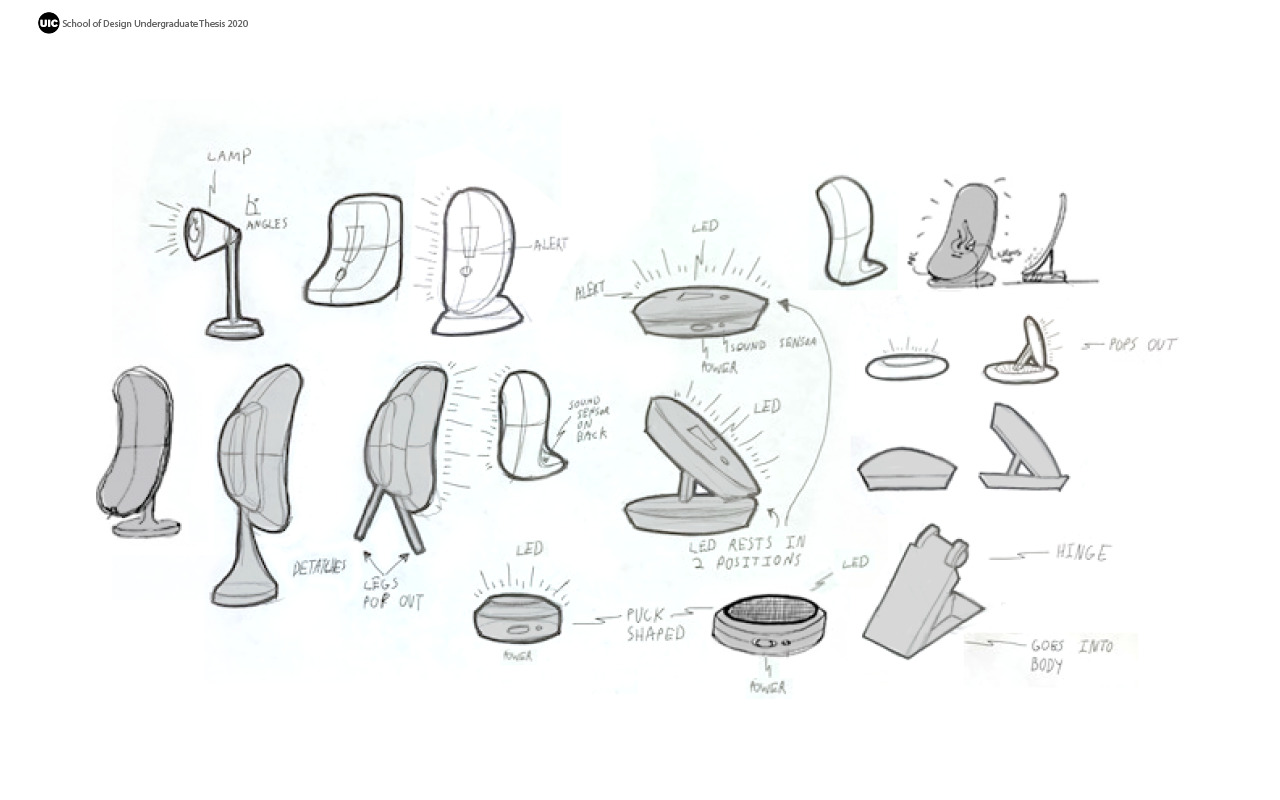 UIC School of Design Undergraduate Thesis 2020
LAMP
ANGLES
ALERT
LED
ALERT
SOUND SENSOR
POWER
POPS OUT
SOUND
SENSOR
ON
BACK
LED
LED RESTS IN
2 POSITIONS
DETACHES
LEGS
POP OUT
LED
PUCK
SHAPED
POWER
LED
POWER
HINGE
GOES INTO
BODY